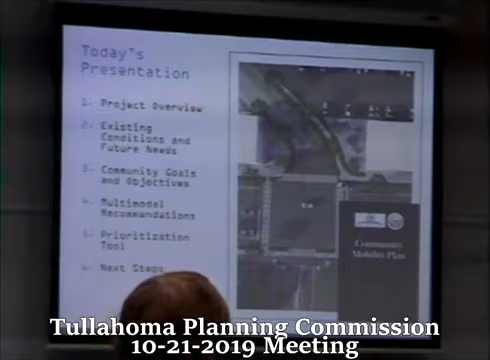 Today's
Presentation
1. Project Overview
2. Existing
Conditions and
Future Needs
3. Community Goals
and Objectives
4. Multimodal
Recommendations
5. Prioritization
Tool
6. Next Steps
Community
Mobility Plan
Tullahoma Planning Commission
10-21-2019 Meeting